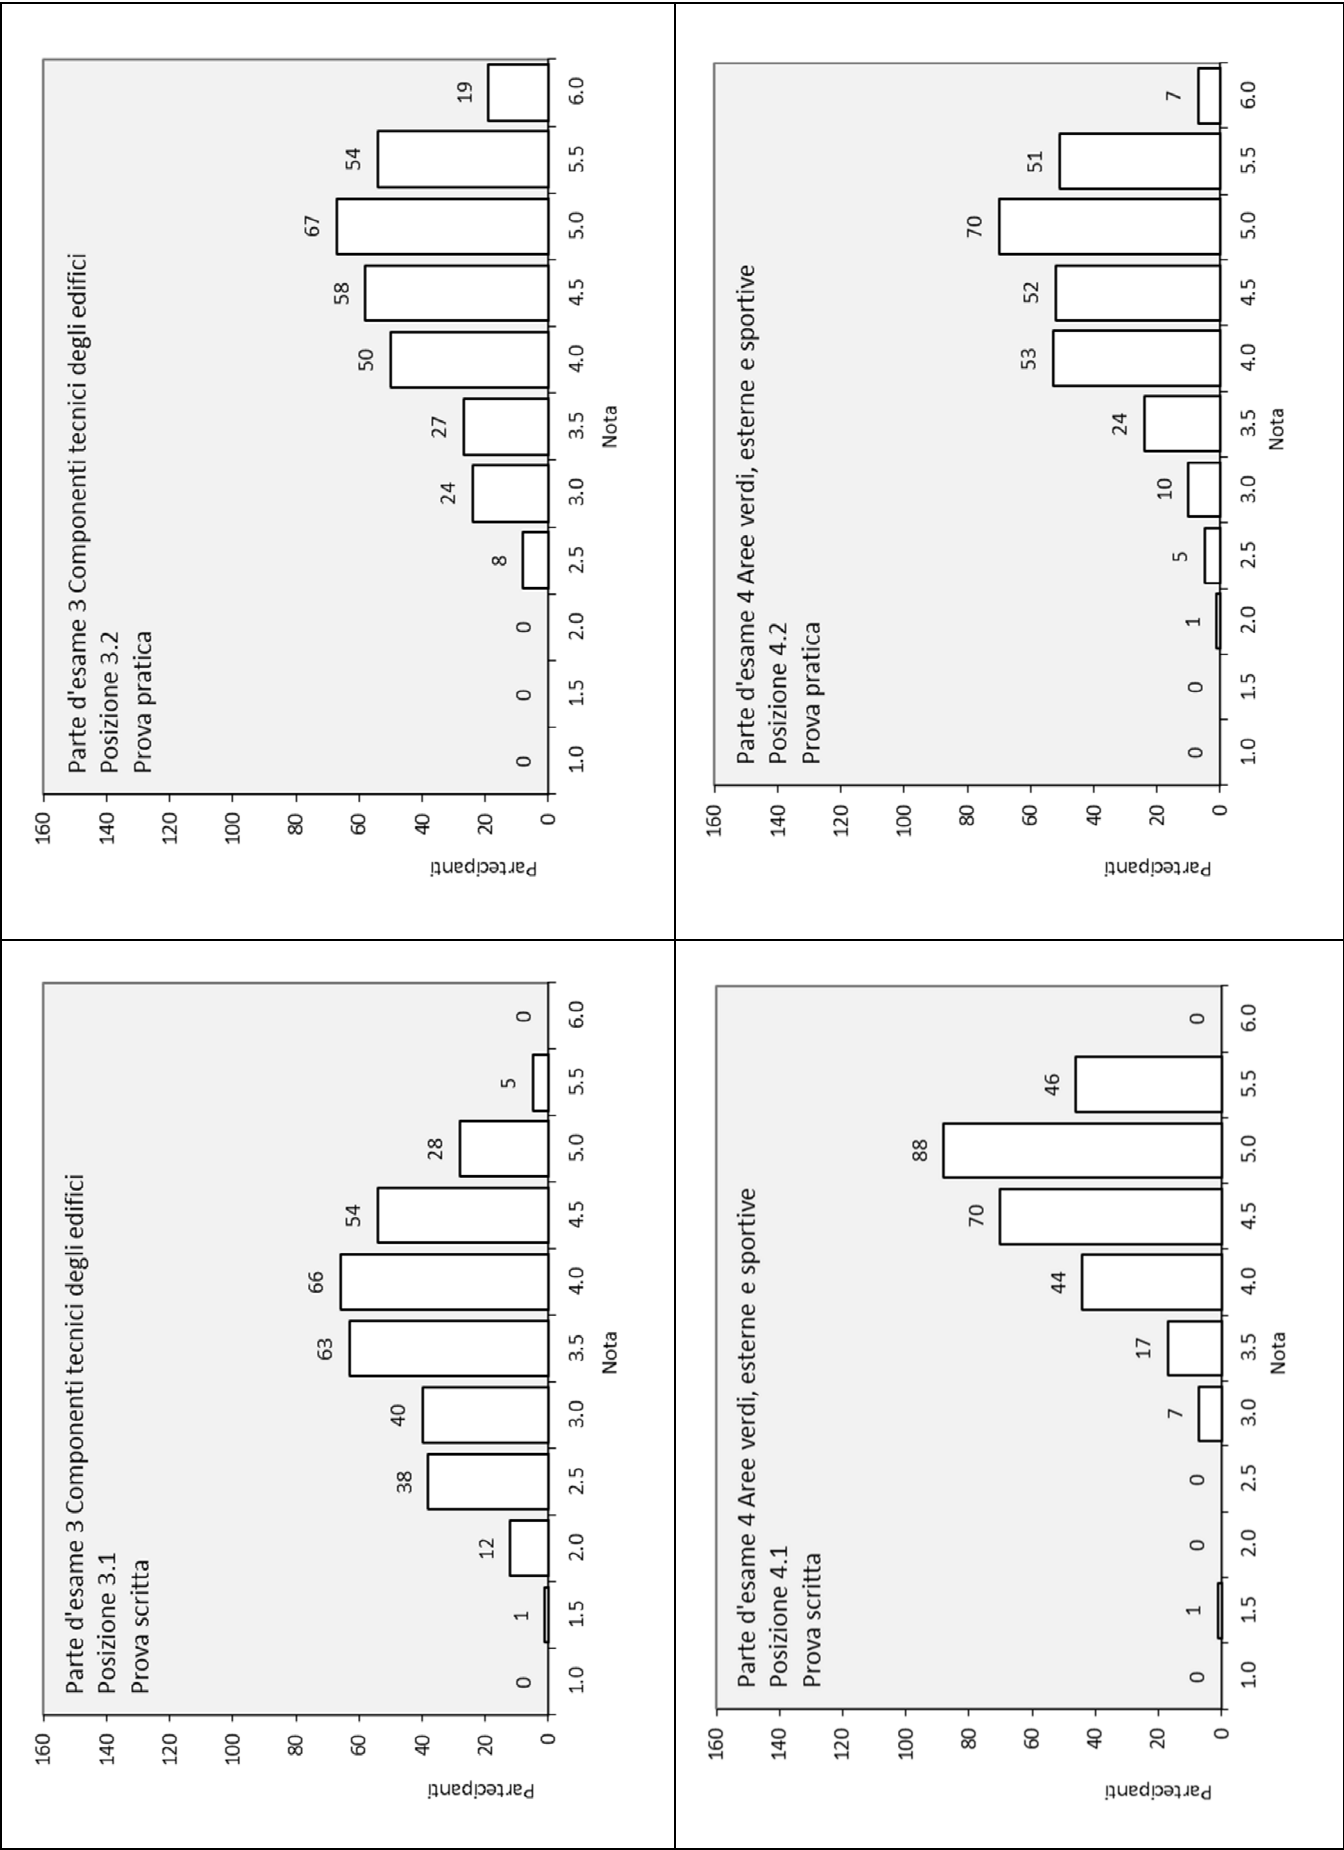 Parte d'esame 3 Componenti tecnici degli edifici
Posizione 3.1
Prova scritta
Partecipanti
160
140
120
100
80
60
40
20
0
0 1 12 38 40 63 66 54 28 5 0
1.0 1.5 2.0 2.5 3.0 3.5 4.0 4.5 5.0 5.5 6.0
Nota
Parte d'esame 3 Componenti tecnici degli edifici
Posizione 3.2
Prova pratica
Partecipanti
160
140
120
100
80
60
40
20
0
0 0 0 8 24 27 50 58 67 54 19
1.0 1.5 2.0 2.5 3.0 3.5 4.0 4.5 5.0 5.5 6.0
Nota
Parte d'esame 4 Aree verdi, esterne e sportive
Posizione 4.1
Prova scritta
Partecipanti
160
140
120
100
80
60
40
20
0
0 1 0 0 7 17 44 70 88 46 0
1.0 1.5 2.0 2.5 3.0 3.5 4.0 4.5 5.0 5.5 6.0
Nota
Parte d'esame 4 Aree verdi, esterne e sportive
Posizione 4.2
Prova pratica
Partecipanti
160
140
120
100
80
60
40
20
0
0 0 1 5 10 24 53 52 70 51 7
1.0 1.5 2.0 2.5 3.0 3.5 4.0 4.5 5.0 5.5 6.0
Nota